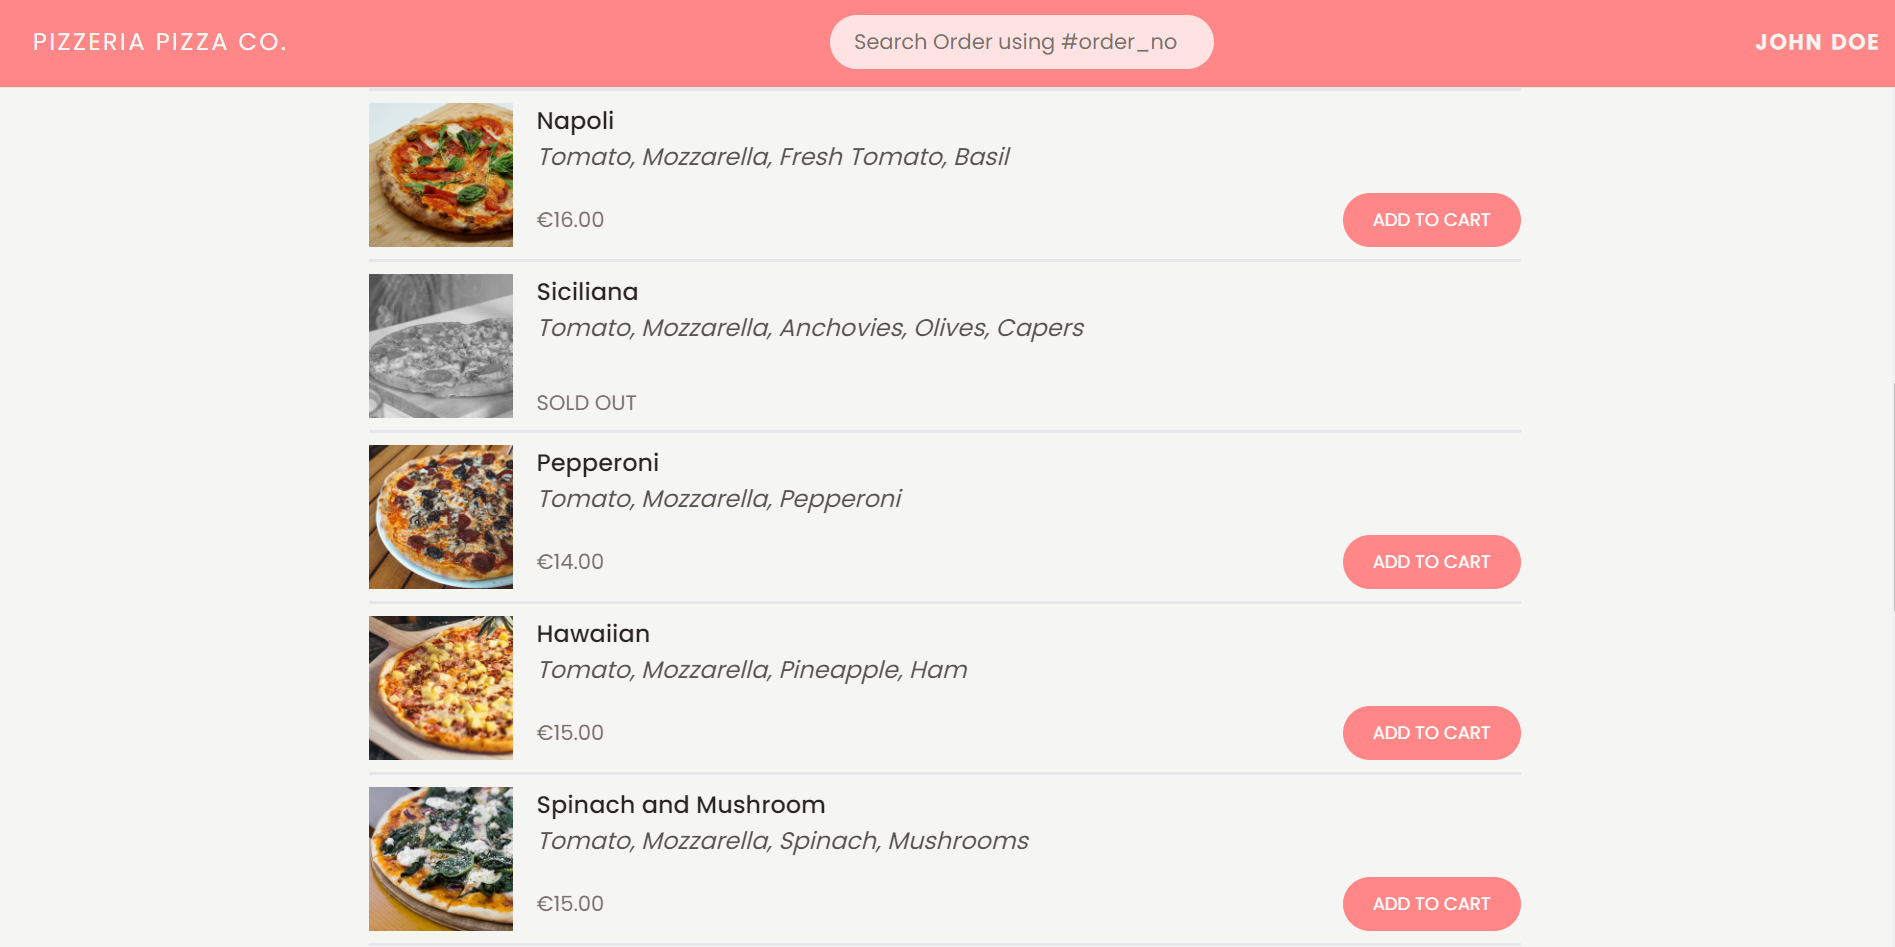 PIZZERIA PIZZA CO.
Search Order using #order_no
JOHN DOE
Napoli
Tomato, Mozzarella, Fresh Tomato, Basil
€16.00
ADD TO CART
Siciliana
Tomato, Mozzarella, Anchovies, Olives, Capers
SOLD OUT
Pepperoni
Tomato, Mozzarella, Pepperoni
€14.00
ADD TO CART
Hawaiian
Tomato, Mozzarella, Pineapple, Ham
€15.00
ADD TO CART
Spinach and Mushroom
Tomato, Mozzarella, Spinach, Mushrooms
€15.00
ADD TO CART